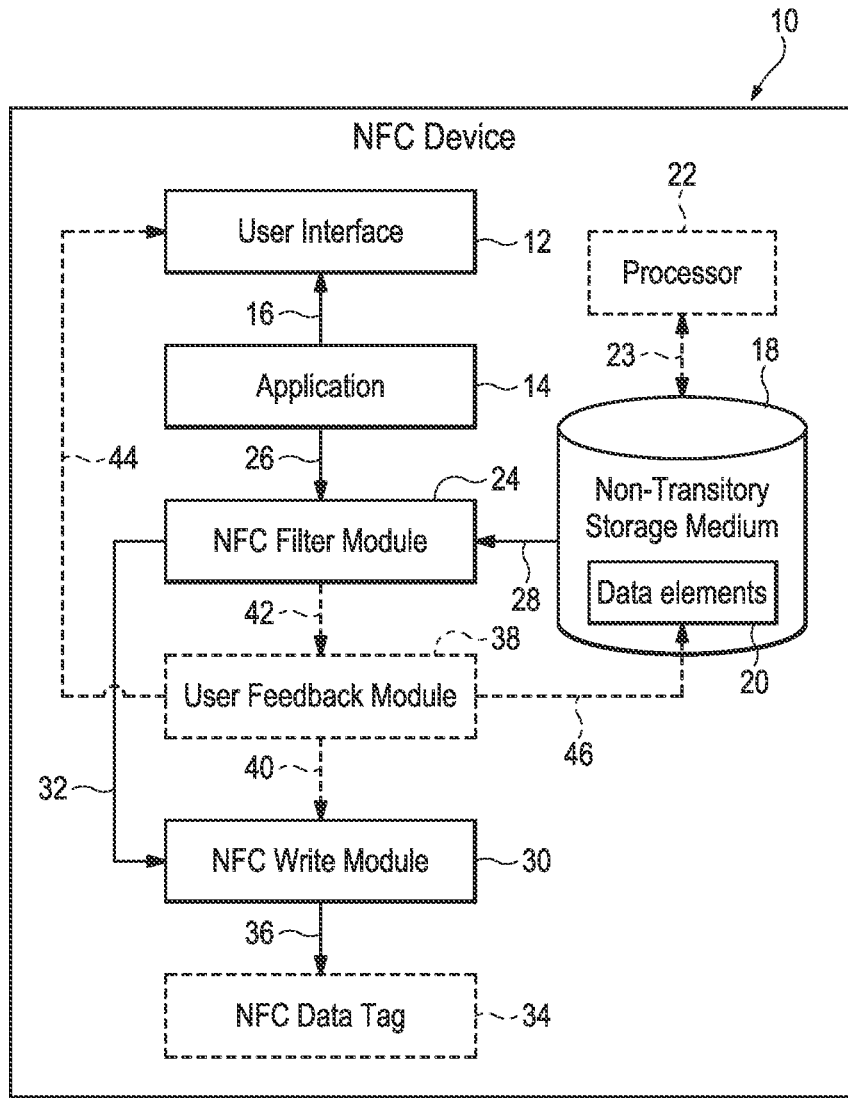 10
NFC Device
User Interface
12
22
Processor
16
23
18
Application
14
44
26
24
Non-Transitory
Storage Medium
NFC Filter Module
28
Data elements
42
38
20
User Feedback Module
46
40
32
NFC Write Module
30
36
NFC Data Tag
34